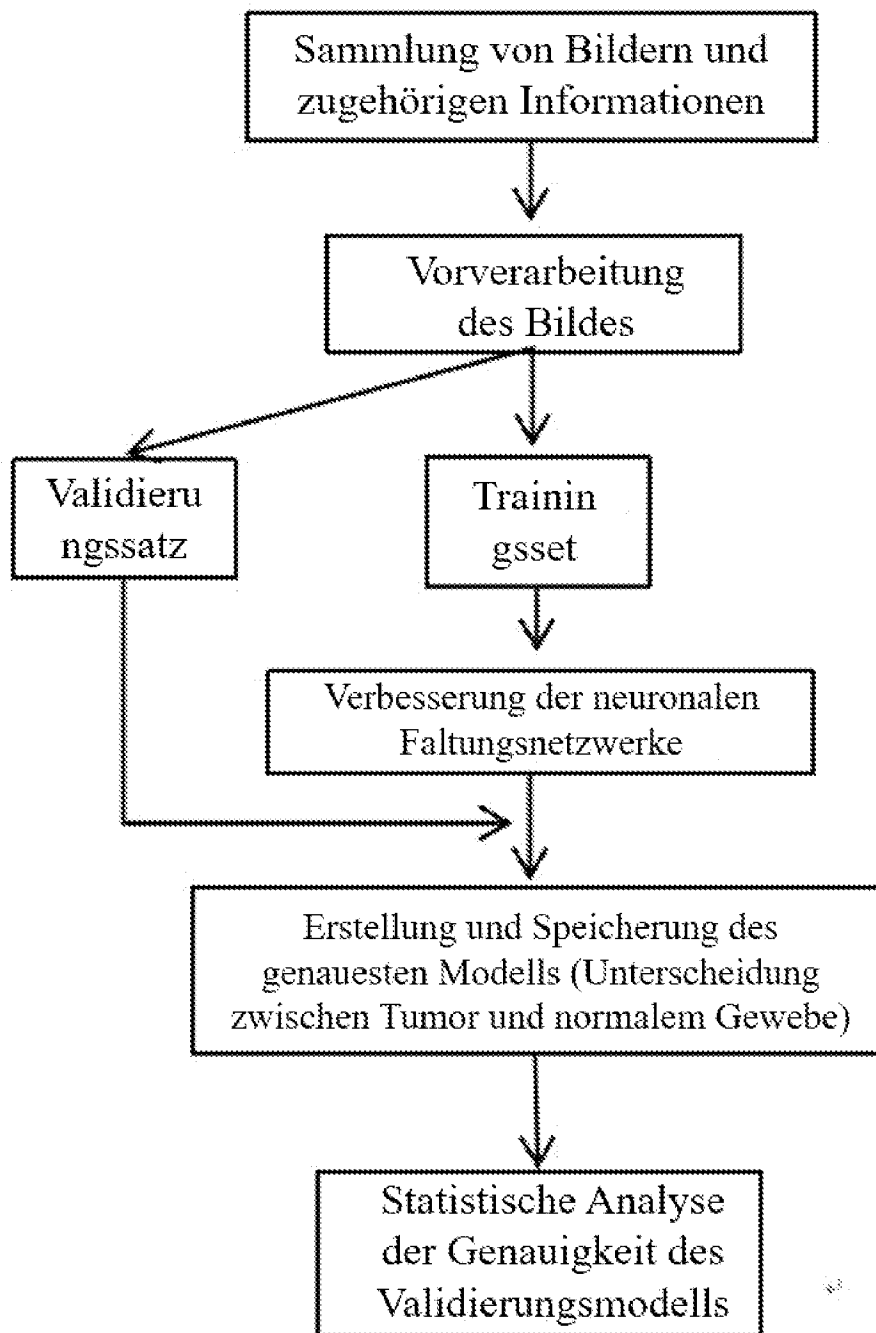 Sammlung von Bildern und
zugehörigen Informationen
Vorverarbeitung
des Bildes
Validieru
ngssatz
Trainin
gsset
Verbesserung der neuronalen
Faltungsnetzwerke
Erstellung und Speicherung des
genauesten Modells (Unterscheidung
zwischen Tumor und normalem Gewebe)
Statistische Analyse
der Genauigkeit des
Validierungsmodells